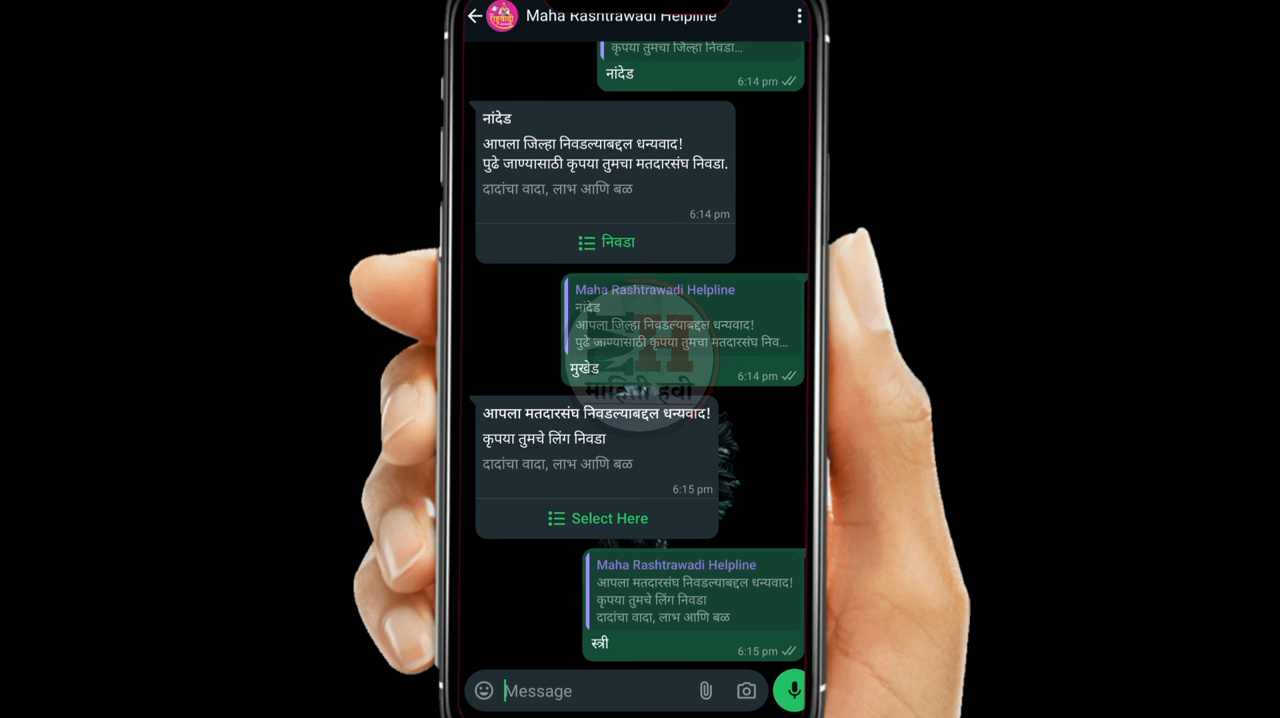 Maha Rashtrawadi Helpline
कृपया तुमचा जिल्हा निवडा...
नांदेड
6:14 pm
नांदेड
आपला जिल्हा निवडल्याबद्दल धन्यवाद!
पुढे जाण्यासाठी कृपया तुमचा मतदारसंघ निवडा.
दादांचा वादा, लाभ आणि बळ
6:14 pm
निवडा
Maha Rashtrawadi Helpline
नांदेड
आपला जिल्हा निवडल्याबद्दल धन्यवाद!
पुढे जाण्यासाठी कृपया तुमचा मतदारसंघ निव...
मुखेड
6:14 pm
माहिती हवी
आपला मतदारसंघ निवडल्याबद्दल धन्यवाद!
कृपया तुमचे लिंग निवडा
दादांचा वादा, लाभ आणि बळ
6:15 pm
Select Here
Maha Rashtrawadi Helpline
आपला मतदारसंघ निवडल्याबद्दल धन्यवाद!
कृपया तुमचे लिंग निवडा
दादांचा वादा, लाभ आणि बळ
स्त्री
6:15 pm
Message